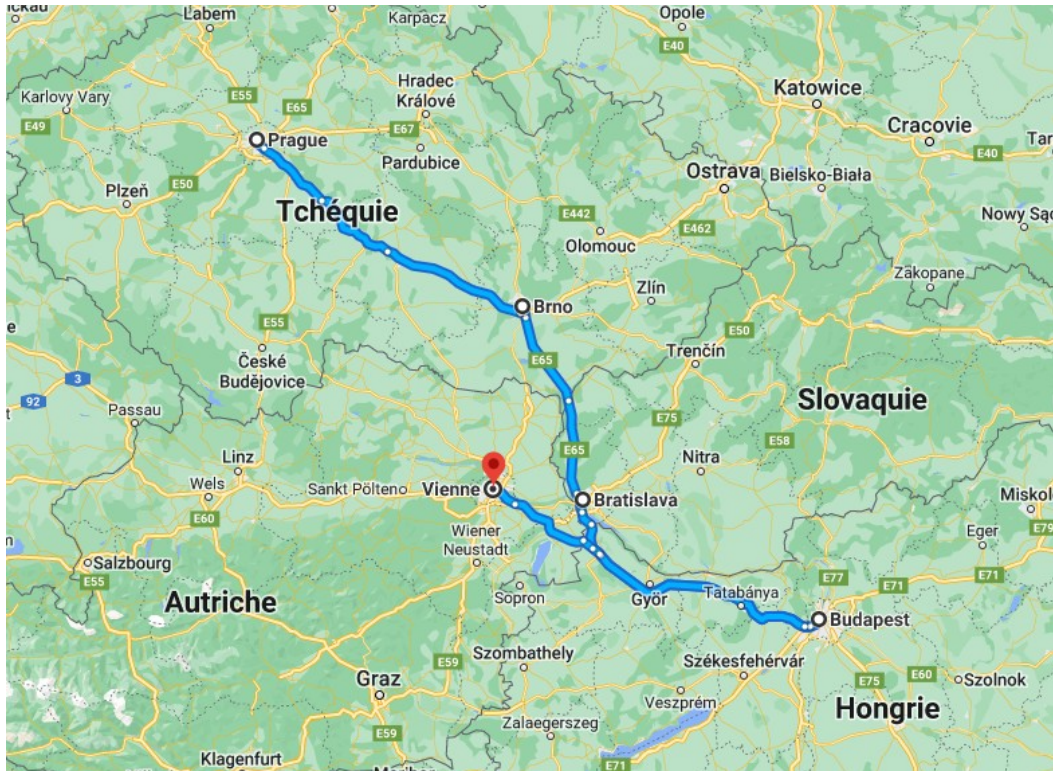 Labem
Karpacz
Opole
E40
Karlovy Vary
E55
E65
Hradec
Králové
Katowice
E49
Prague
E67
Cracovie
Pardubice
E40
Plzeň
E50
Ostrava
Bielsko-Biała
Tchéquie
E442
E462
Olomouc
Zlín
Zakopane
Brno
E55
E50
České
Budějovice
E65
Trenčín
3
92
Passau
Slovaquie
E75
E58
Linz
E65
Nitra
Wels
Sankt Pölten
Vienne
Bratislava
E60
Wiener
Neustadt
Eger
E79
Salzbourg
E55
E77
E71
E71
Autriche
Sopron
Győr
Tatabánya
Budapest
E59
Szombathely
Székesfehérvár
E60
Graz
Veszprém
E75
Szolnok
Hongrie
E59
Zalaegerszeg
Klagenfurt
E71